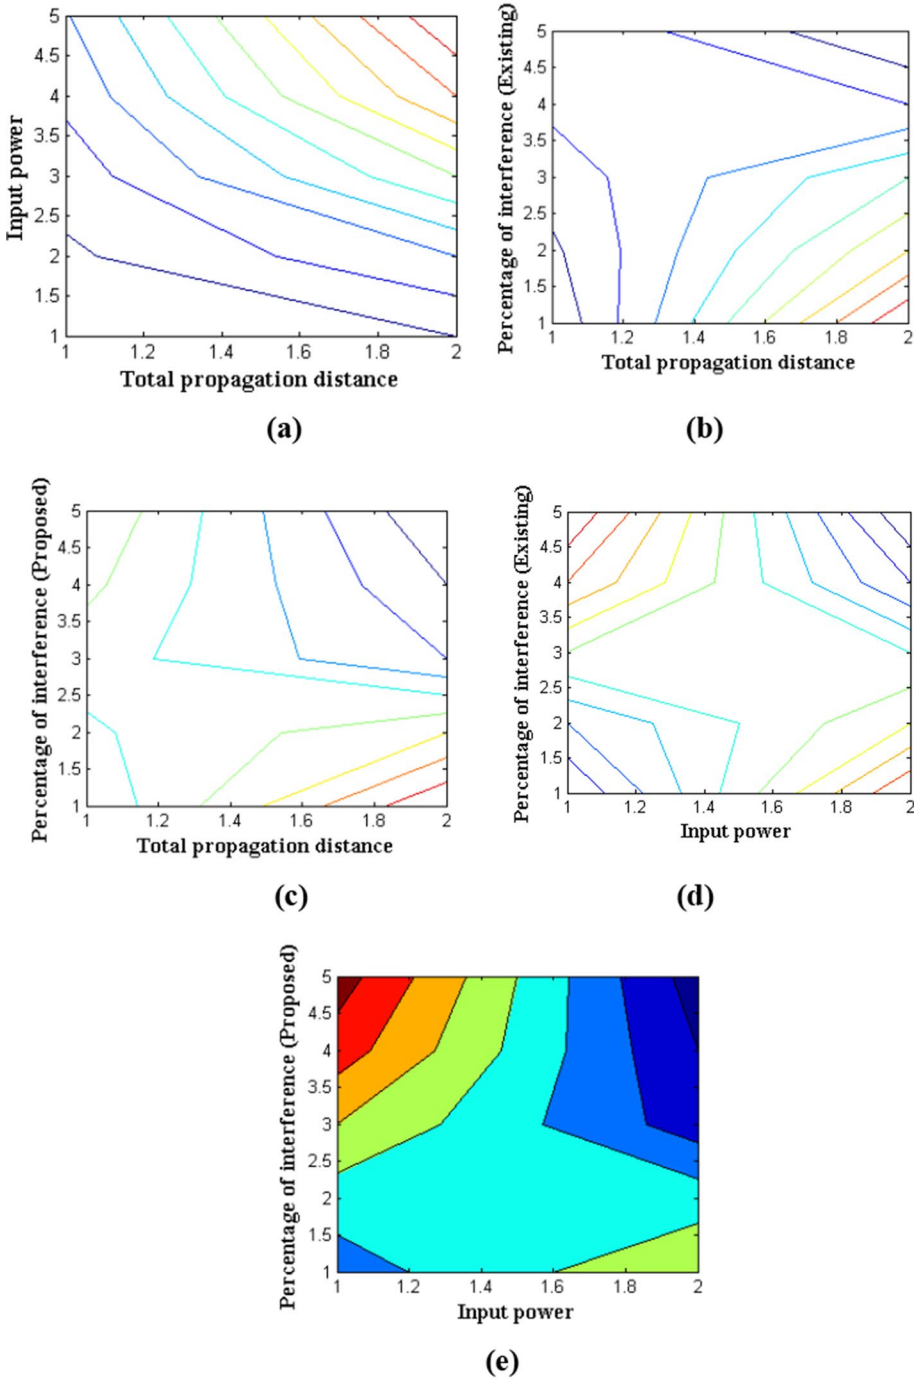 5
4.5
4
3.5
3
2.5
2
1.5
1
Input power
1 1.2 1.4 1.6 1.8 2
Total propagation distance
(a)
5
4.5
4
3.5
3
2.5
2
1.5
1
Percentage of interference (Existing)
1 1.2 1.4 1.6 1.8 2
Total propagation distance
(b)
5
4.5
4
3.5
3
2.5
2
1.5
1
Percentage of interference (Proposed)
1 1.2 1.4 1.6 1.8 2
Total propagation distance
(c)
5
4.5
4
3.5
3
2.5
2
1.5
1
Percentage of interference (Existing)
1 1.2 1.4 1.6 1.8 2
Input power
(d)
5
4.5
4
3.5
3
2.5
2
1.5
1
Percentage of interference (Proposed)
1 1.2 1.4 1.6 1.8 2
Input power
(e)